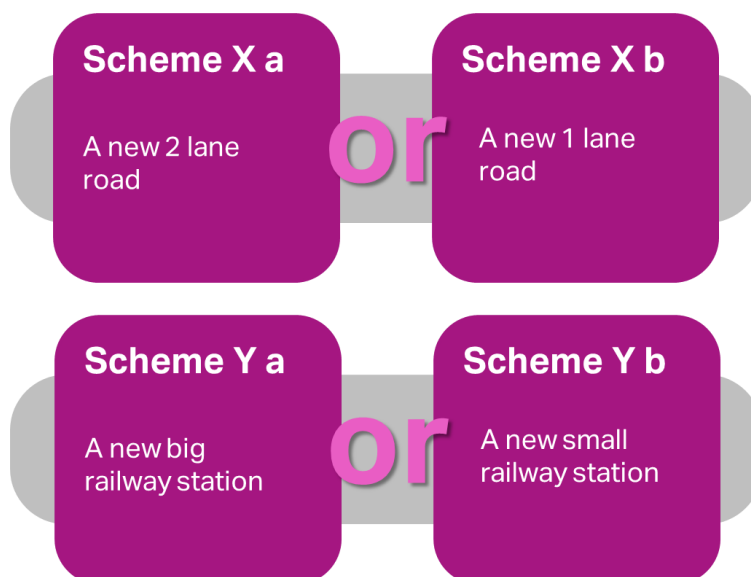 Scheme X a
A new 2 lane
road
or
Scheme X b
A new 1 lane
road
Scheme Y a
A new big
railway station
or
Scheme Y b
A new small
railway station